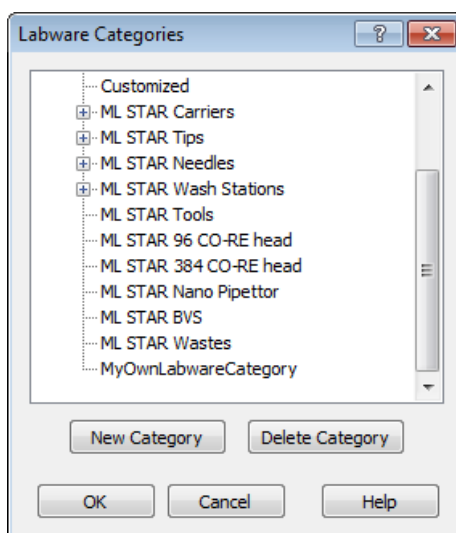 Labware Categories
Customized
ML STAR Carriers
ML STAR Tips
ML STAR Needles
ML STAR Wash Stations
ML STAR Tools
ML STAR 96 CO-RE head
ML STAR 384 CO-RE head
ML STAR Nano Pipettor
ML STAR BVS
ML STAR Wastes
MyOwnLabwareCategory
New Category Delete Category
OK Cancel Help